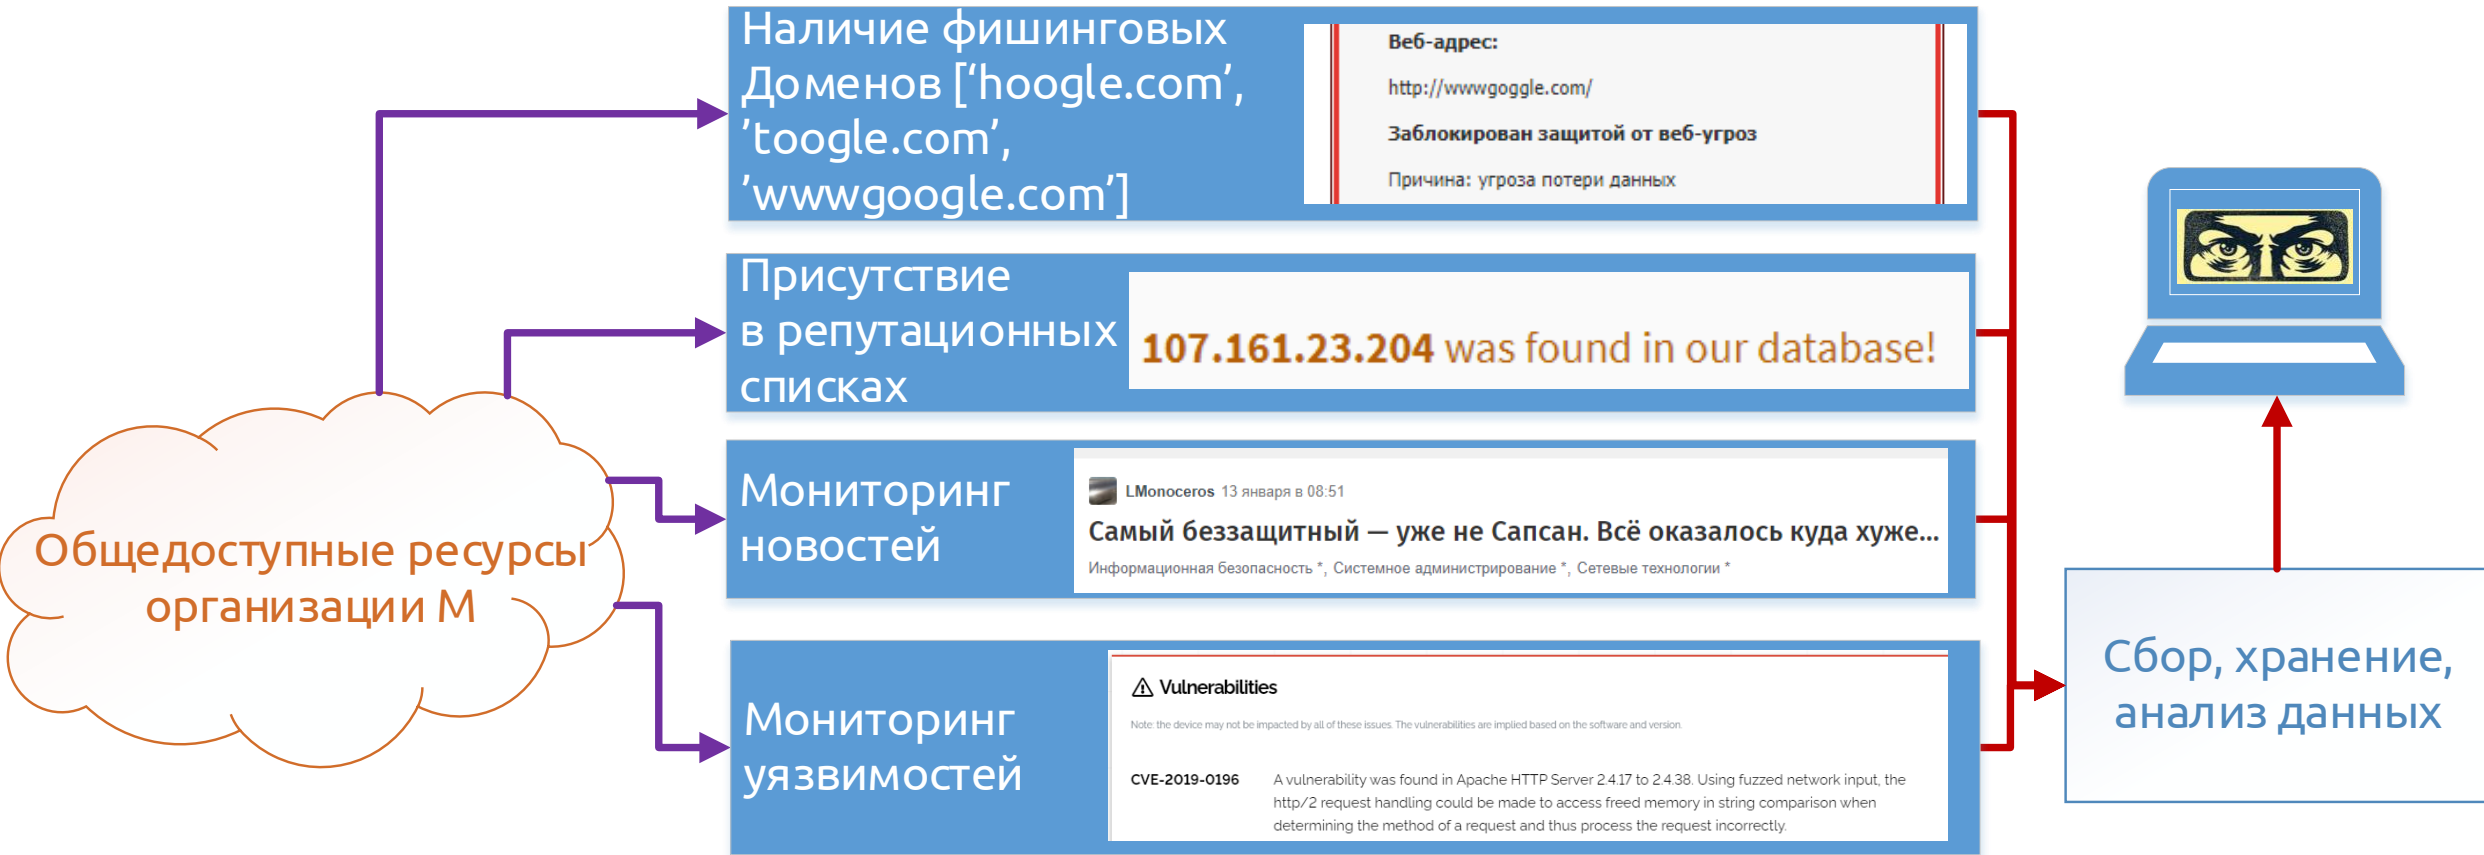 Наличие фишинговых
Доменов [‘hoogle.com’,
’toogle.com’,
’wwwgoogle.com’]
Веб-адрес:
http://wwwgoggle.com/
Заблокирован защитой от веб-угроз
Причина: угроза потери данных
Присутствие
в репутационных
списках
107.161.23.204 was found in our database!
Мониторинг
новостей
LMonoceros 13 января в 08:51
Самый беззащитный — уже не Сапсан. Всё оказалось куда хуже...
Информационная безопасность *, Системное администрирование *, Сетевые технологии *
Общедоступные ресурсы
организации М
Мониторинг
уязвимостей
Vulnerabilities
Note: the device may not be impacted by all of these issues. The vulnerabilities are implied based on the software and version.
CVE-2019-0196 A vulnerability was found in Apache HTTP Server 2.4.17 to 2.4.38. Using fuzzed network input, the
http/2 request handling could be made to access freed memory in string comparison when
determining the method of a request and thus process the request incorrectly.
Сбор, хранение,
анализ данных